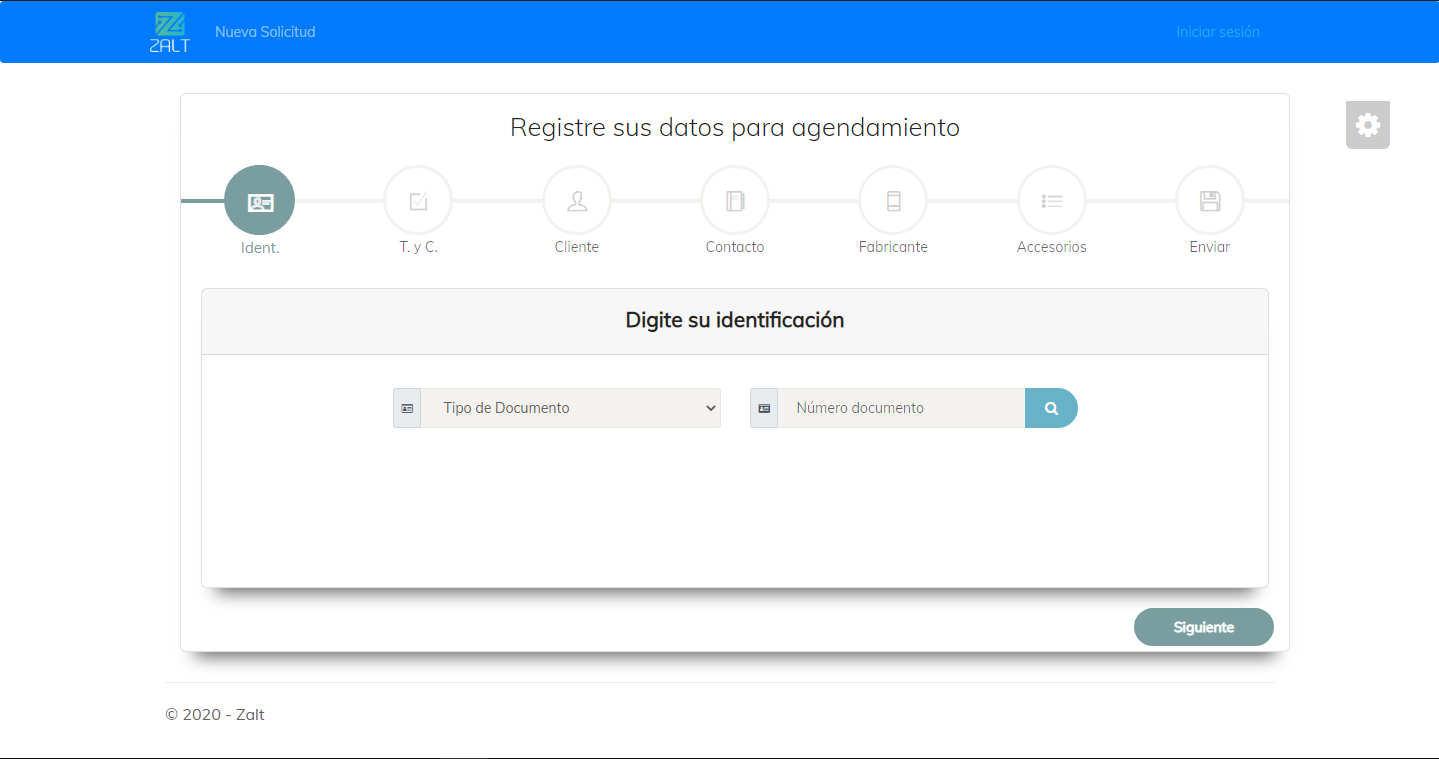 ZALT
Nueva Solicitud
Iniciar sesión
Registre sus datos para agendamiento
Ident.
T. y C.
Cliente
Contacto
Fabricante
Accesorios
Enviar
Digite su identificación
Tipo de Documento
Número documento
Siguiente
© 2020 - Zalt